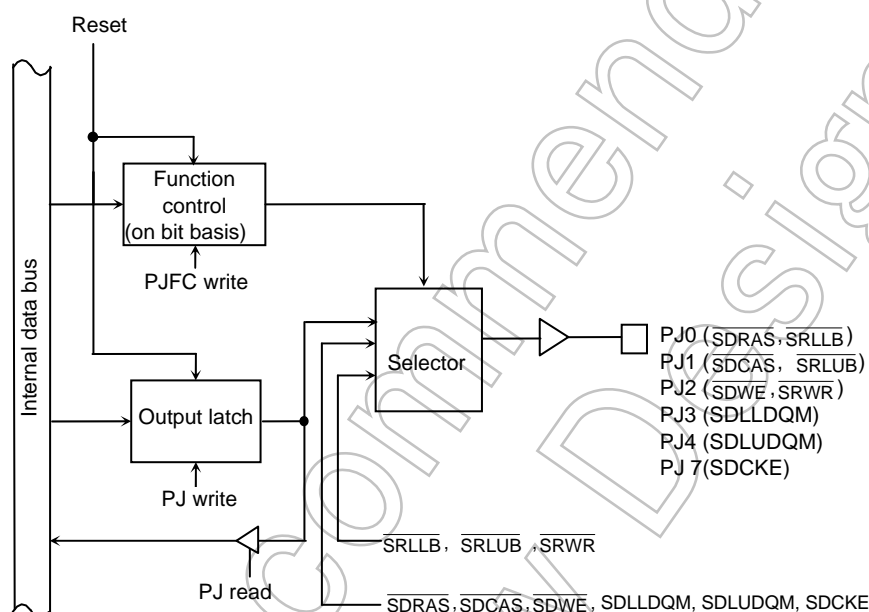 Reset
Internal data bus
Function
control
(on bit basis)
PJFC write
Selector
Output latch
PJ write
PJ read
PJ0 (SDRAS, SRLLB)
PJ1 (SDCAS, SRLUB)
PJ2 (SDWE, SRWR)
PJ3 (SDLLDQM)
PJ4 (SDLUDQM)
PJ 7(SDCKE)
SRLLB, SRLUB ,SRWR
SDRAS,SDCAS,SDWE, SDLLDQM, SDLUDQM, SDCKE